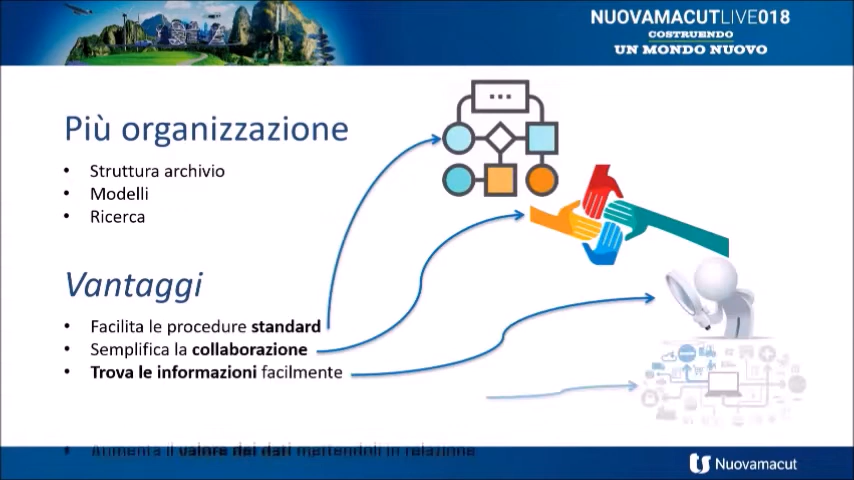 NUOVAMACUTLIVE018
COSTRUENDO
UN MONDO NUOVO
Più organizzazione
• Struttura archivio
• Modelli
• Ricerca
Vantaggi
• Facilita le procedure standard
• Semplifica la collaborazione
• Trova le informazioni facilmente
• Aumenta il valore dei dati mettendoli in relazione
Nuovamacut